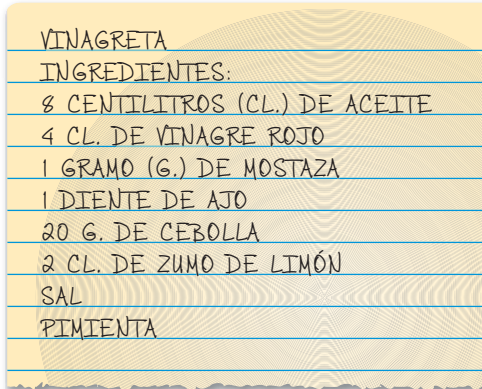 VINAGRETA
INGREDIENTES:
8 CENTILITROS (CL.) DE ACEITE
4 CL. DE VINAGRE ROJO
1 GRAMO (G.) DE MOSTAZA
1 DIENTE DE AJO
20 G. DE CEBOLLA
2 CL. DE ZUMO DE LIMÓN
SAL
PIMIENTA